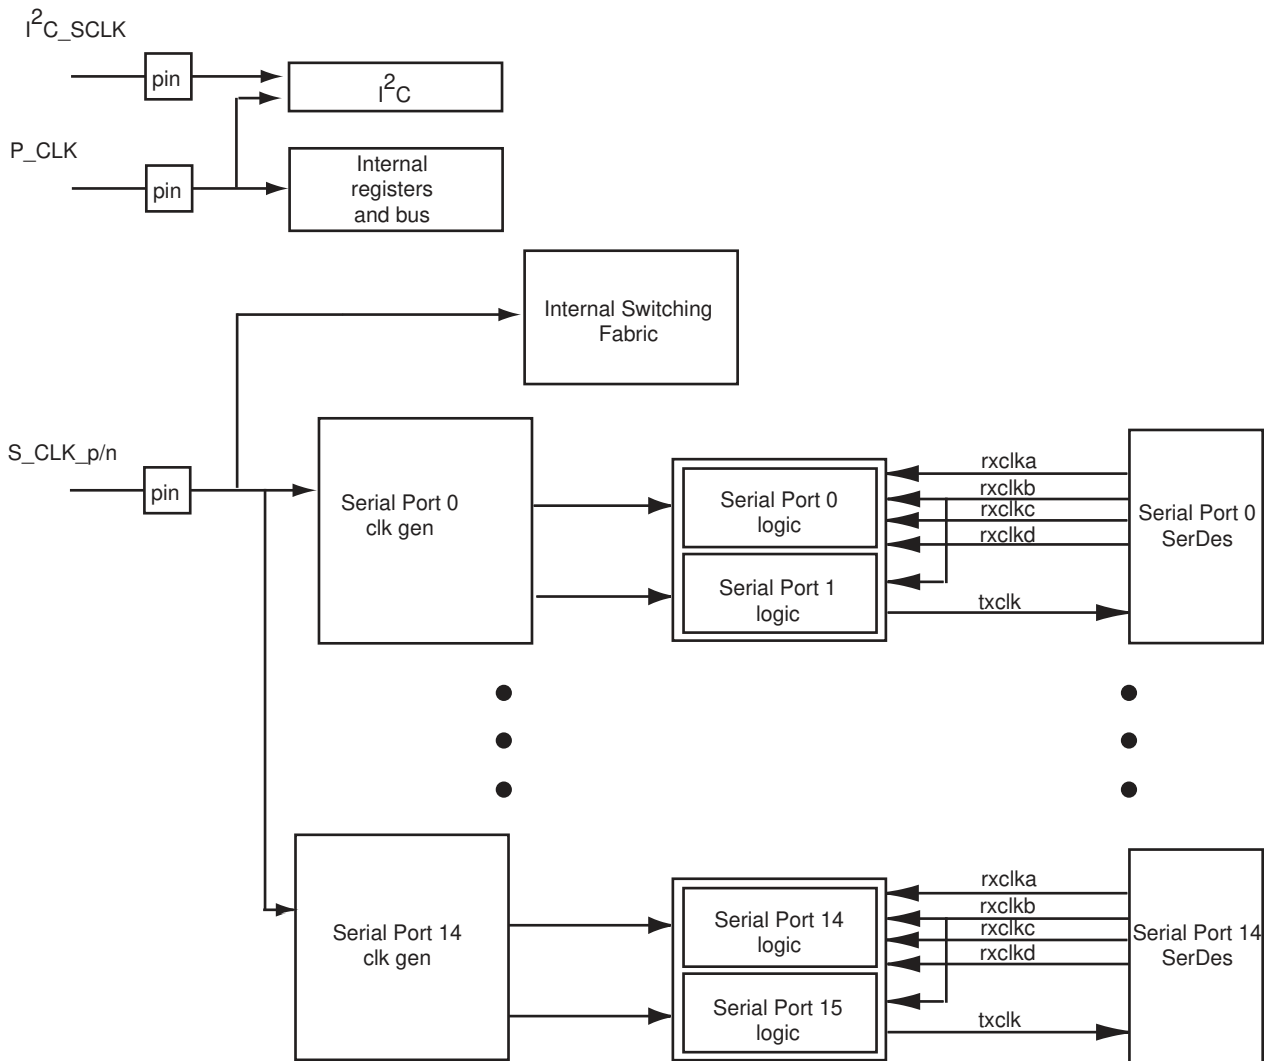 I²C_SCLK
pin
I²C
P_CLK
pin
Internal
registers
and bus
Internal Switching
Fabric
S_CLK_p/n
pin
Serial Port 0
clk gen
Serial Port 0
logic
Serial Port 1
logic
rxclka
rxclkb
rxclkc
rxclkd
txclk
Serial Port 0
SerDes
Serial Port 14
clk gen
Serial Port 14
logic
Serial Port 15
logic
rxclka
rxclkb
rxclkc
rxclkd
txclk
Serial Port 14
SerDes